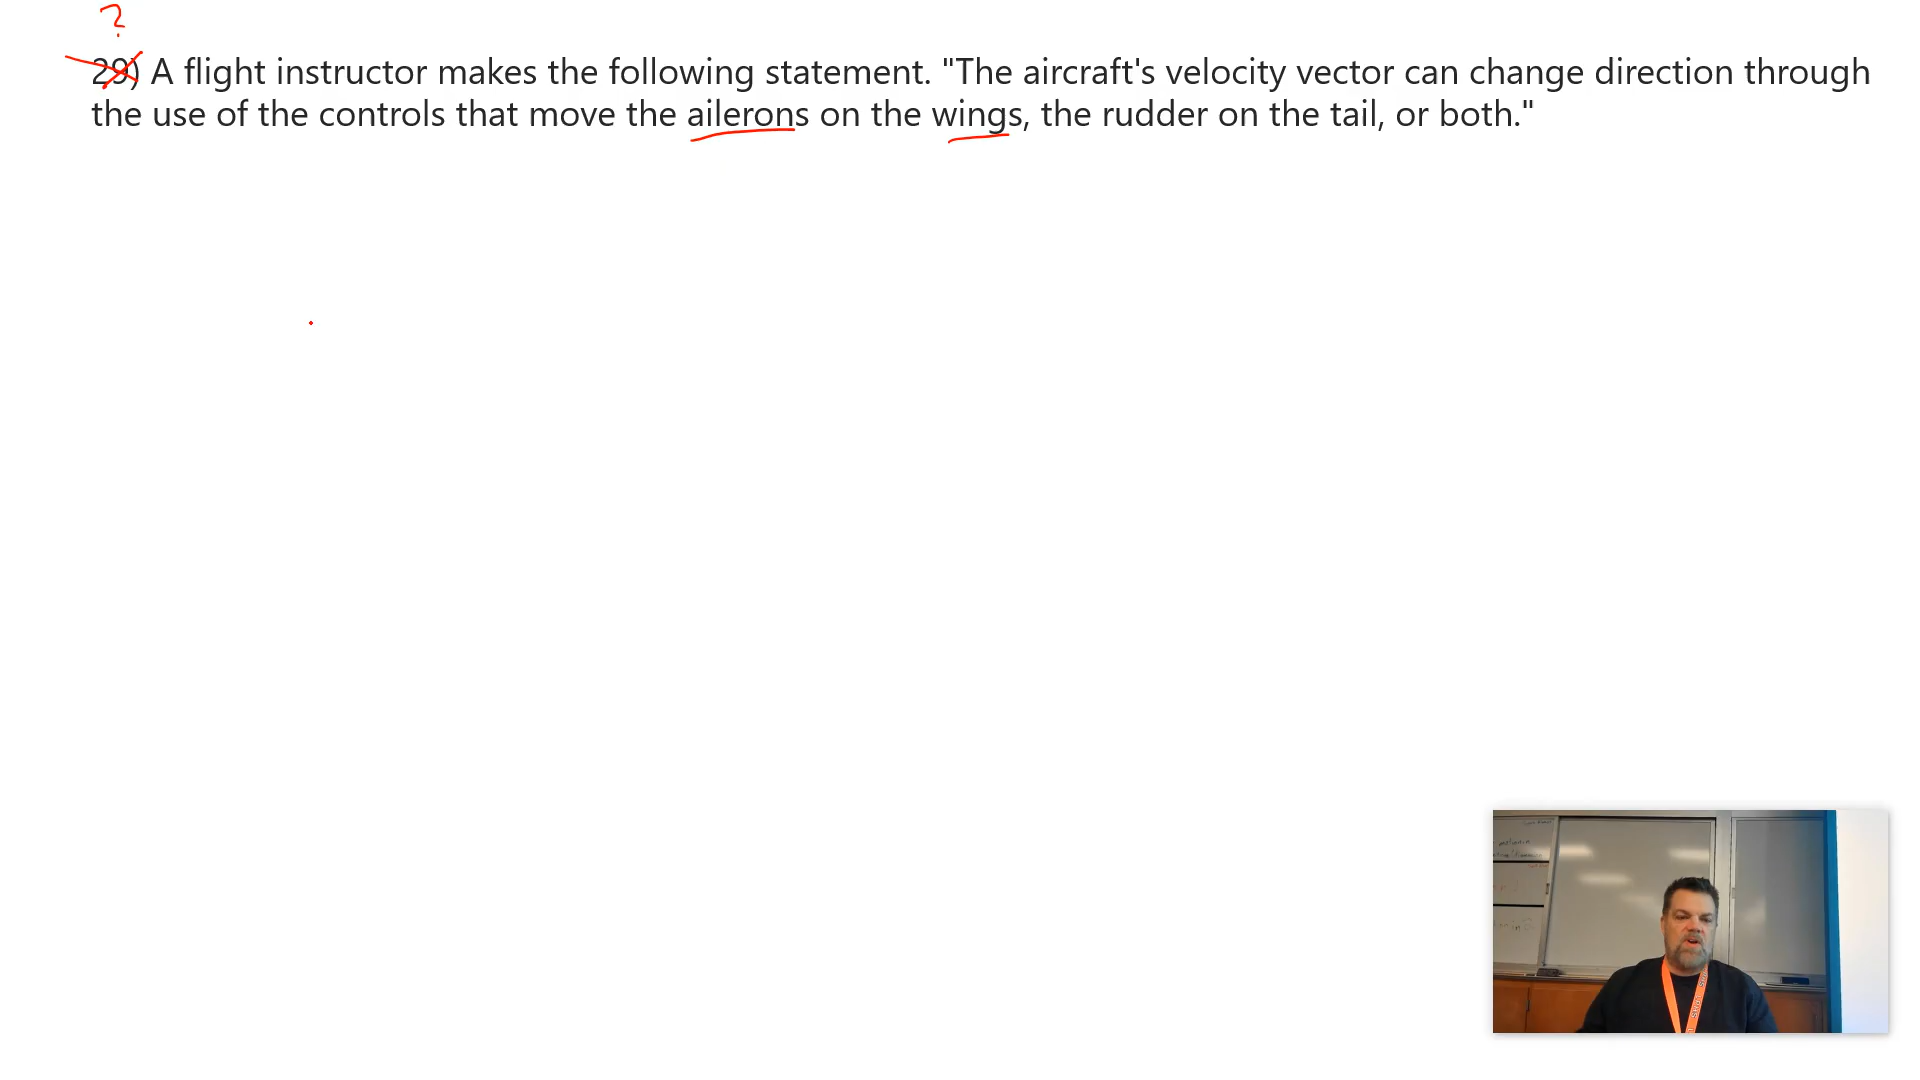 ?
29) A flight instructor makes the following statement. "The aircraft's velocity vector can change direction through
the use of the controls that move the ailerons on the wings, the rudder on the tail, or both."